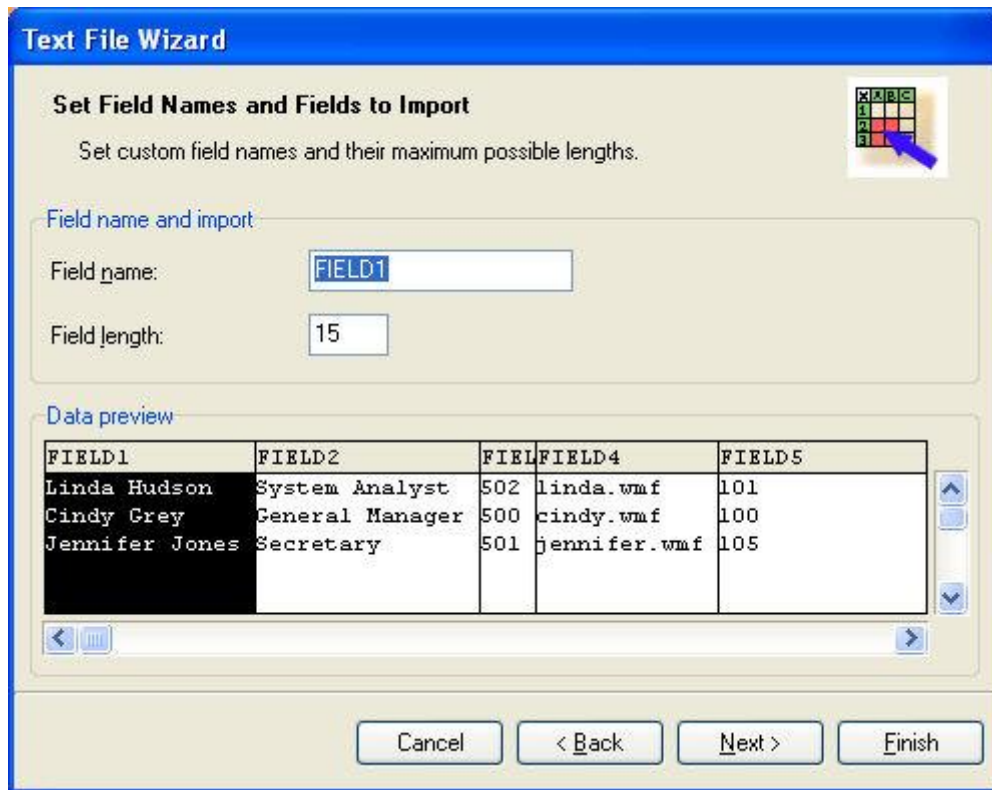 Text File Wizard
Set Field Names and Fields to Import
Set custom field names and their maximum possible lengths.
X A B C
1
2
3
Field name and import
Field name: FIELD1
Field length: 15
Data preview
FIELD1 FIELD2 FIEL FIELD4 FIELD5
Linda Hudson System Analyst 502 linda.wmf 101
Cindy Grey General Manager 500 cindy.wmf 100
Jennifer Jones Secretary 501 jennifer.wmf 105
Cancel < Back Next > Finish